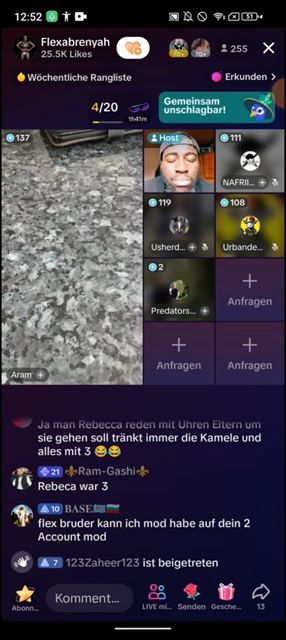 12:52
51
Flexabrenyah
25.5K Likes
70+
70+
255
Wöchentliche Rangliste
Erkunden >
4/20
1h41m
Gemeinsam
unschlagbar!
137
Host
111
NAFRII...
119
Usherd...
108
Urbande...
2
Predators...
Anfragen
Anfragen
Anfragen
Aram
Ja man Rebecca reden mit Uhren Eltern um
sie gehen soll tränkt immer die Kamele und
alles mit 3 😂😂
21 ⚜️Ram-Gashi⚜️
Rebeca war 3
10 BASE🇬🇷🇧🇬
flex bruder kann ich mod habe auf dein 2
Account mod
7 123Zaheer123 ist beigetreten
Abonn...
Kommentar...
LIVE mi...
Senden
Gesche...
13